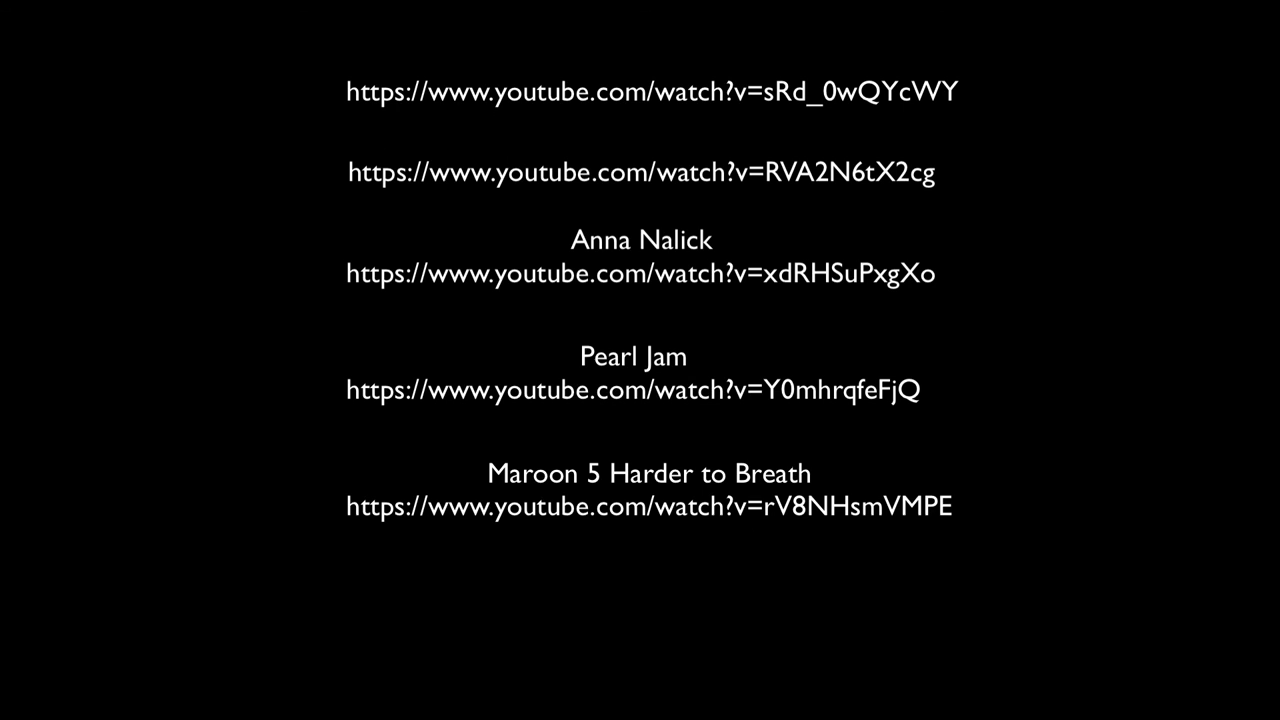 https://www.youtube.com/watch?v=sRd_0wQYcWY
https://www.youtube.com/watch?v=RVA2N6tX2cg
Anna Nalick
https://www.youtube.com/watch?v=xdRHSuPxgXo
Pearl Jam
https://www.youtube.com/watch?v=Y0mhrqfeFjQ
Maroon 5 Harder to Breath
https://www.youtube.com/watch?v=rV8NHsmVMPE